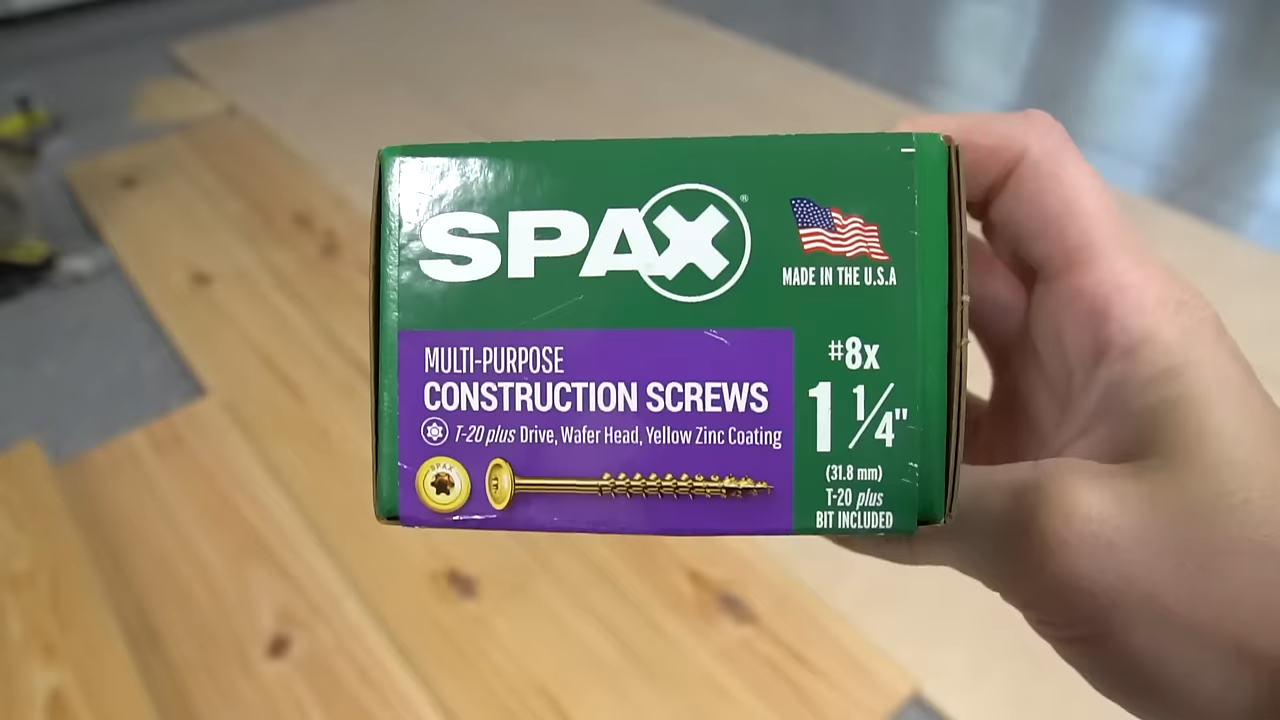 SPAX®
MADE IN THE U.S.A
MULTI-PURPOSE
CONSTRUCTION SCREWS
T-20 plus Drive, Wafer Head, Yellow Zinc Coating
SPAX
#8x
1 1/4"
(31.8 mm)
T-20 plus
BIT INCLUDED